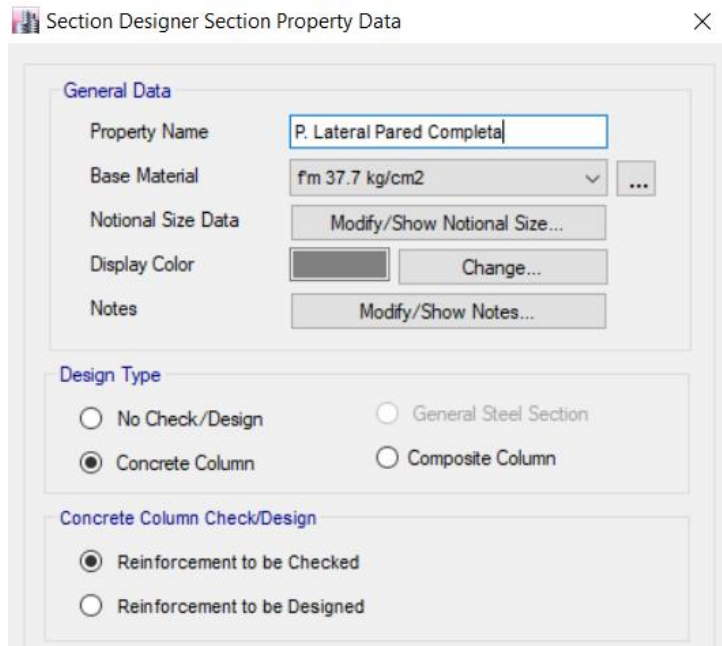 Section Designer Section Property Data
General Data
Property Name P. Lateral Pared Completa
Base Material f'm 37.7 kg/cm2 ...
Notional Size Data Modify/Show Notional Size...
Display Color Change...
Notes Modify/Show Notes...
Design Type
No Check/Design General Steel Section
Concrete Column Composite Column
Concrete Column Check/Design
Reinforcement to be Checked
Reinforcement to be Designed